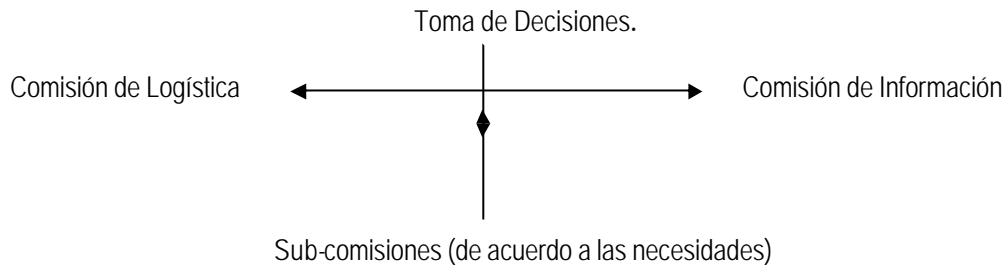 Toma de Decisiones.
Comisión de Logística
Comisión de Información
Sub-comisiones (de acuerdo a las necesidades)